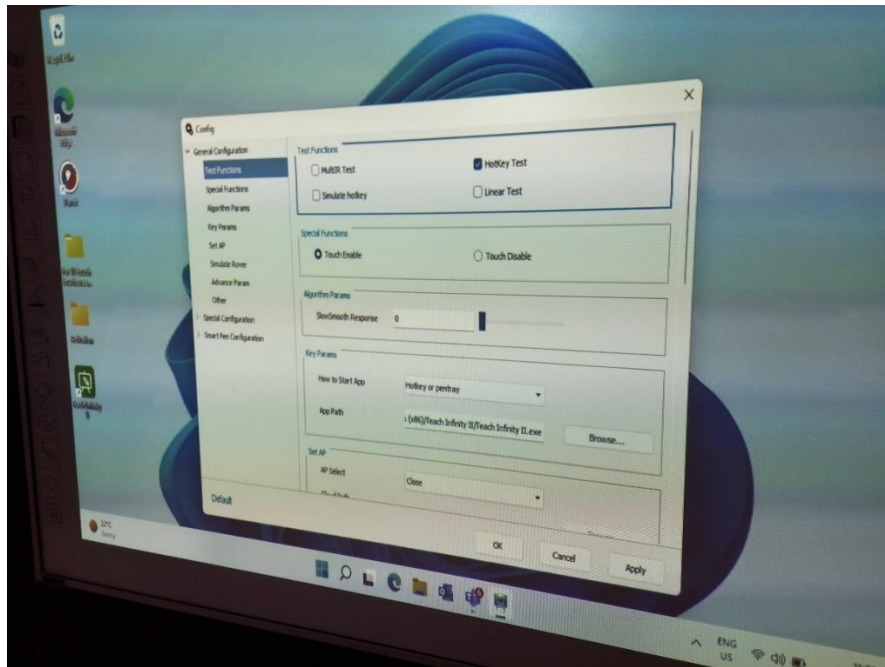 Config
General Configuration
Test Functions
Special Functions
Algorithm Params
Key Params
Set AP
Simulate Rover
Advance Param
Other
Special Configuration
Smart Pen Configuration
Test Functions
MultiIR Test
HotKey Test
Simulate hotkey
Linear Test
Special Functions
Touch Enable
Touch Disable
Algorithm Params
SlowSmooth Response
0
Key Params
How to Start App
Hotkey or pentray
App Path
(x86)/Teach Infinity II/Teach Infinity II.exe
Browse...
Set AP
AP Select
Close
Default
OK
Cancel
Apply
22°C
Sunny
ENG
US